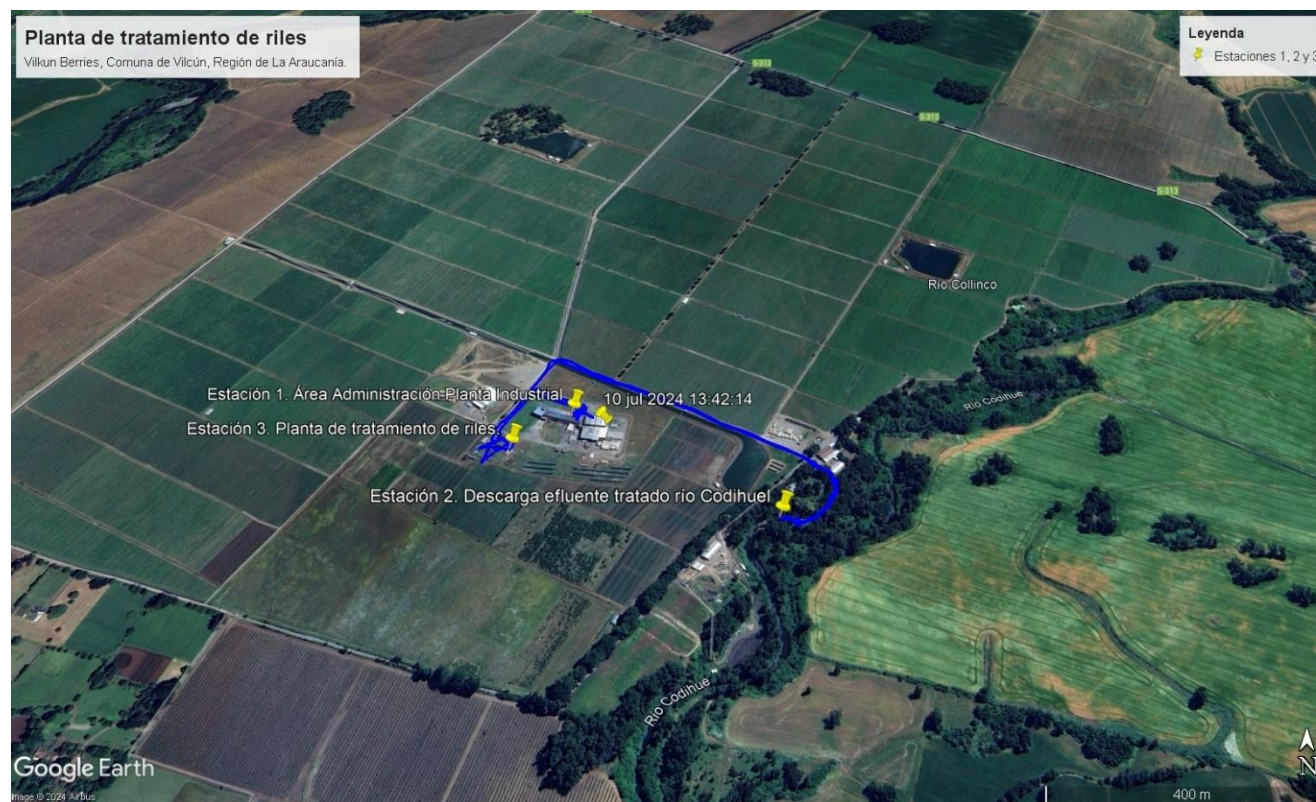 Planta de tratamiento de riles
Vilkun Berries, Comuna de Vilcún, Región de La Araucanía.
Leyenda
Estaciones 1, 2 y 3
S-313
S-313
S-313
Río Collinco
Estación 1. Área Administración-Planta Industrial
10 jul 2024 13:42:14
Río Codihue
Estación 3. Planta de tratamiento de riles.
Estación 2. Descarga efluente tratado río Codihuel
Río Codihue
Google Earth
Image © 2024 Airbus
400 m
N